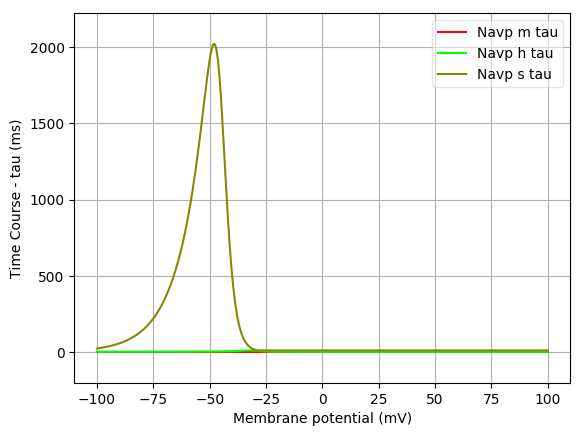 Navp m tau
Navp h tau
Navp s tau
2000
1500
1000
500
0
Time Course - tau (ms)
−100
−75
−50
−25
0
25
50
75
100
Membrane potential (mV)